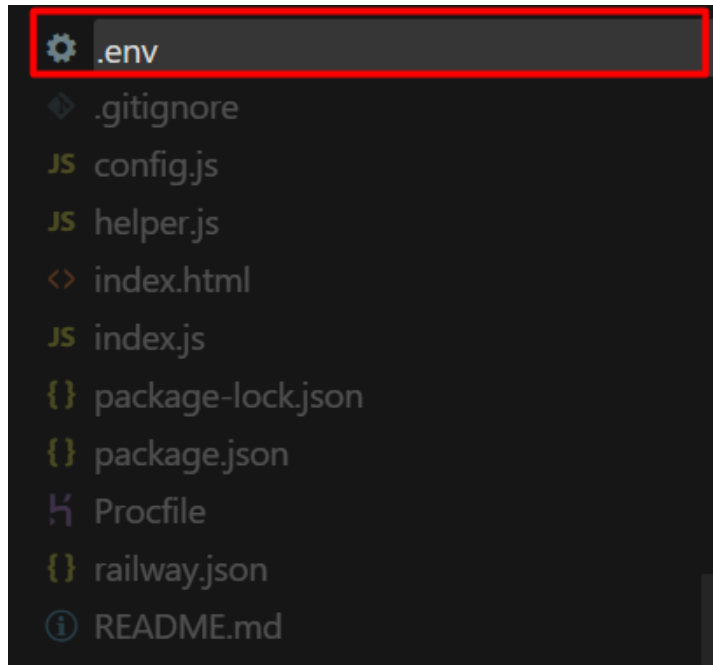 .env
.gitignore
JS config.js
JS helper.js
<> index.html
JS index.js
{} package-lock.json
{} package.json
Procfile
{} railway.json
README.md